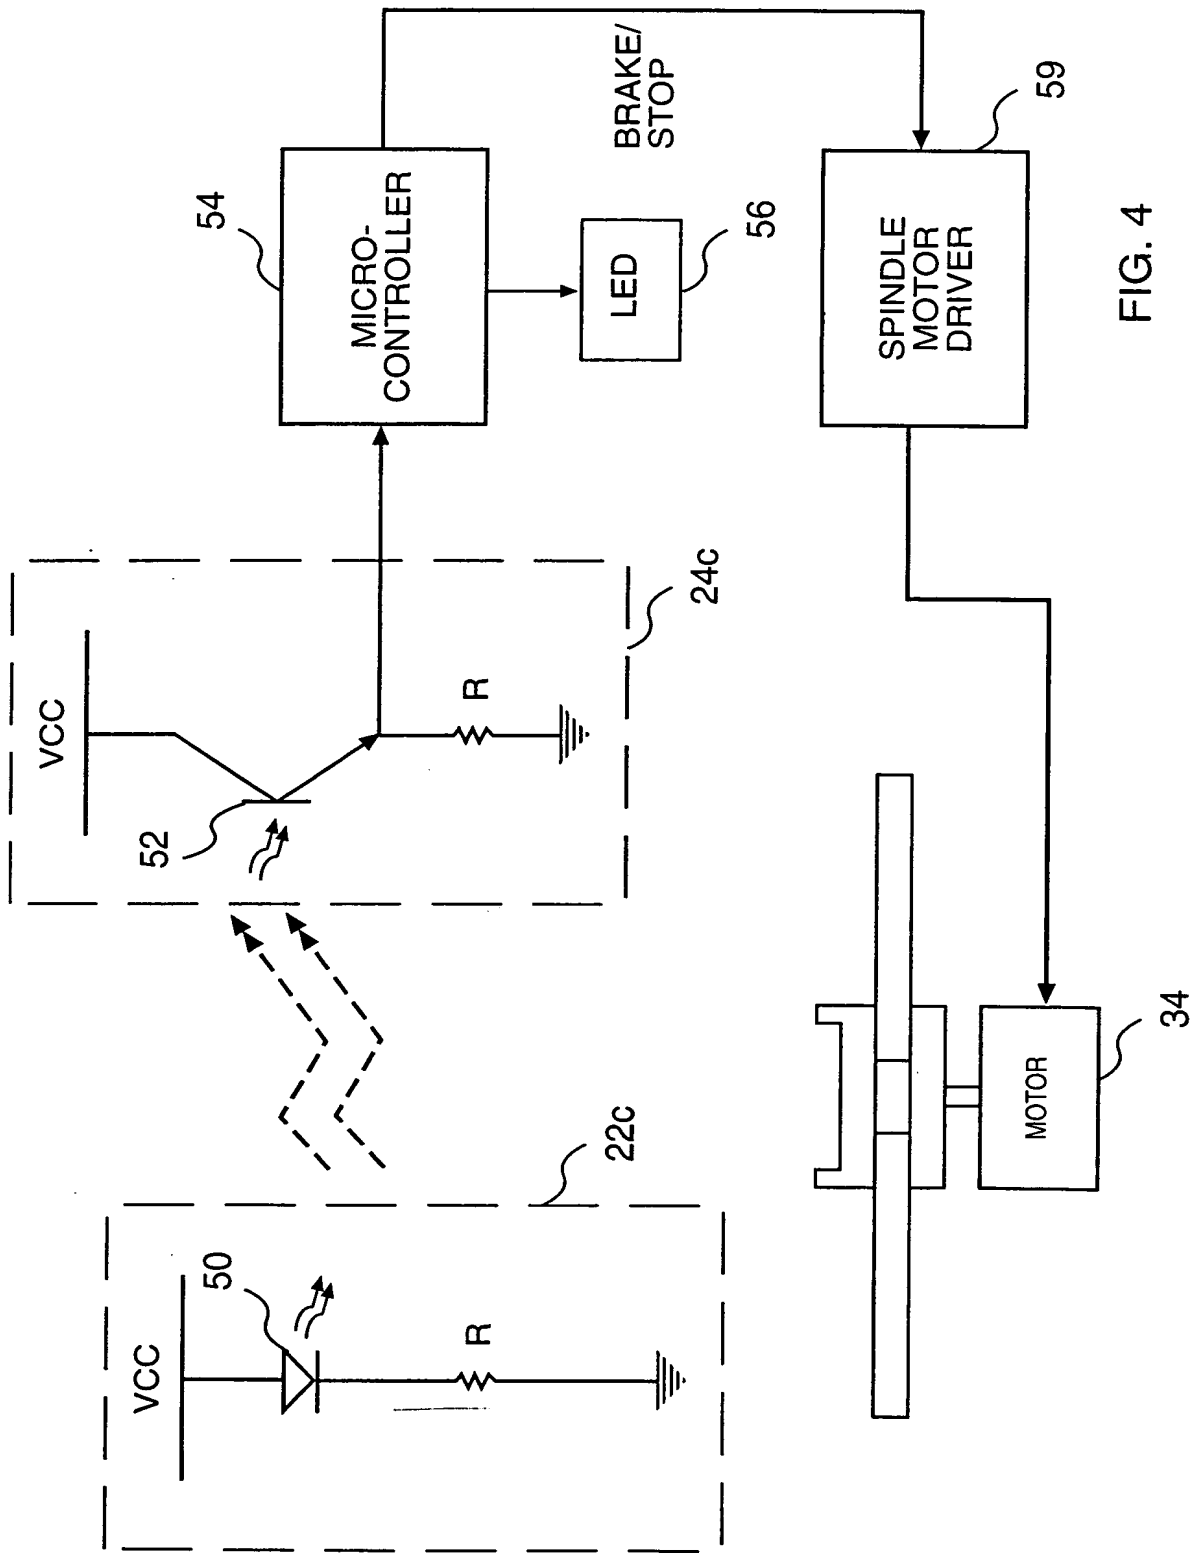 VCC
50
R
22c
VCC
52
R
24c
54
MICRO-
CONTROLLER
LED
56
BRAKE/
STOP
SPINDLE
MOTOR
DRIVER
59
MOTOR
34
FIG. 4